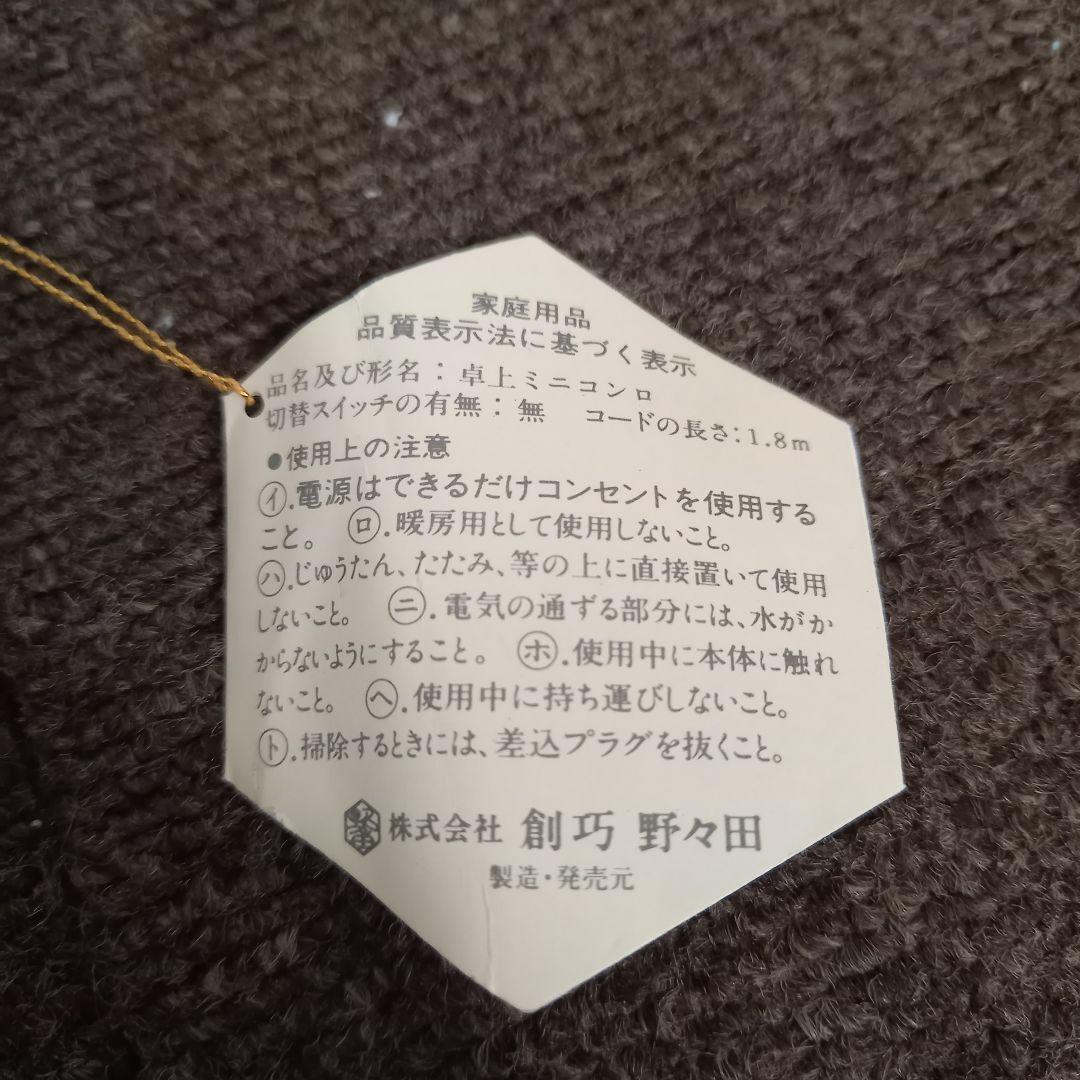 家庭用品
品質表示法に基づく表示
品名及び形名：卓上ミニコンロ
切替スイッチの有無：無　コードの長さ：1.8m
●使用上の注意
㋑.電源はできるだけコンセントを使用する
こと。　㋺.暖房用として使用しないこと。
㋩.じゅうたん、たたみ、等の上に直接置いて使用
しないこと。　㋥.電気の通ずる部分には、水がか
からないようにすること。　㋭.使用中に本体に触れ
ないこと。　㋬.使用中に持ち運びしないこと。
㋣.掃除するときには、差込プラグを抜くこと。
株式会社 創巧 野々田
製造・発売元